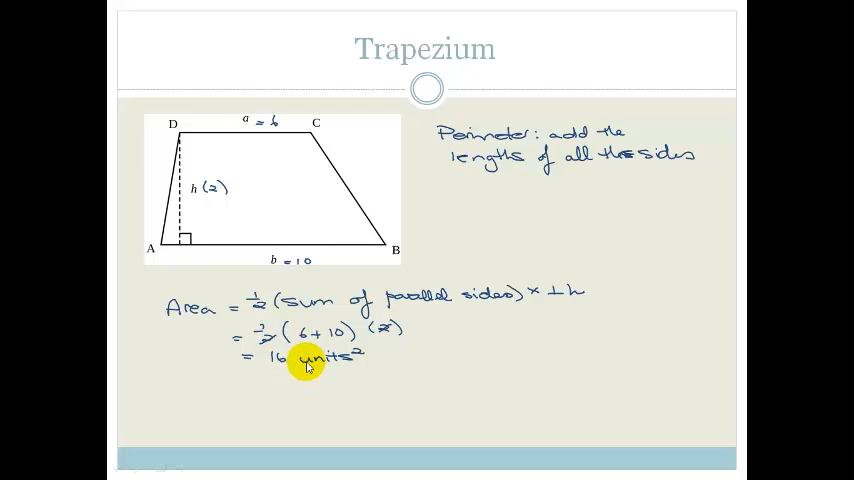 Trapezium
D
a = 6
C
h (2)
A
b = 10
B
Perimeter: add the
lengths of all the sides
Area = 1/2 (sum of parallel sides) × ⊥ h
= 1/2 (6 + 10) (2)
= 16 units²